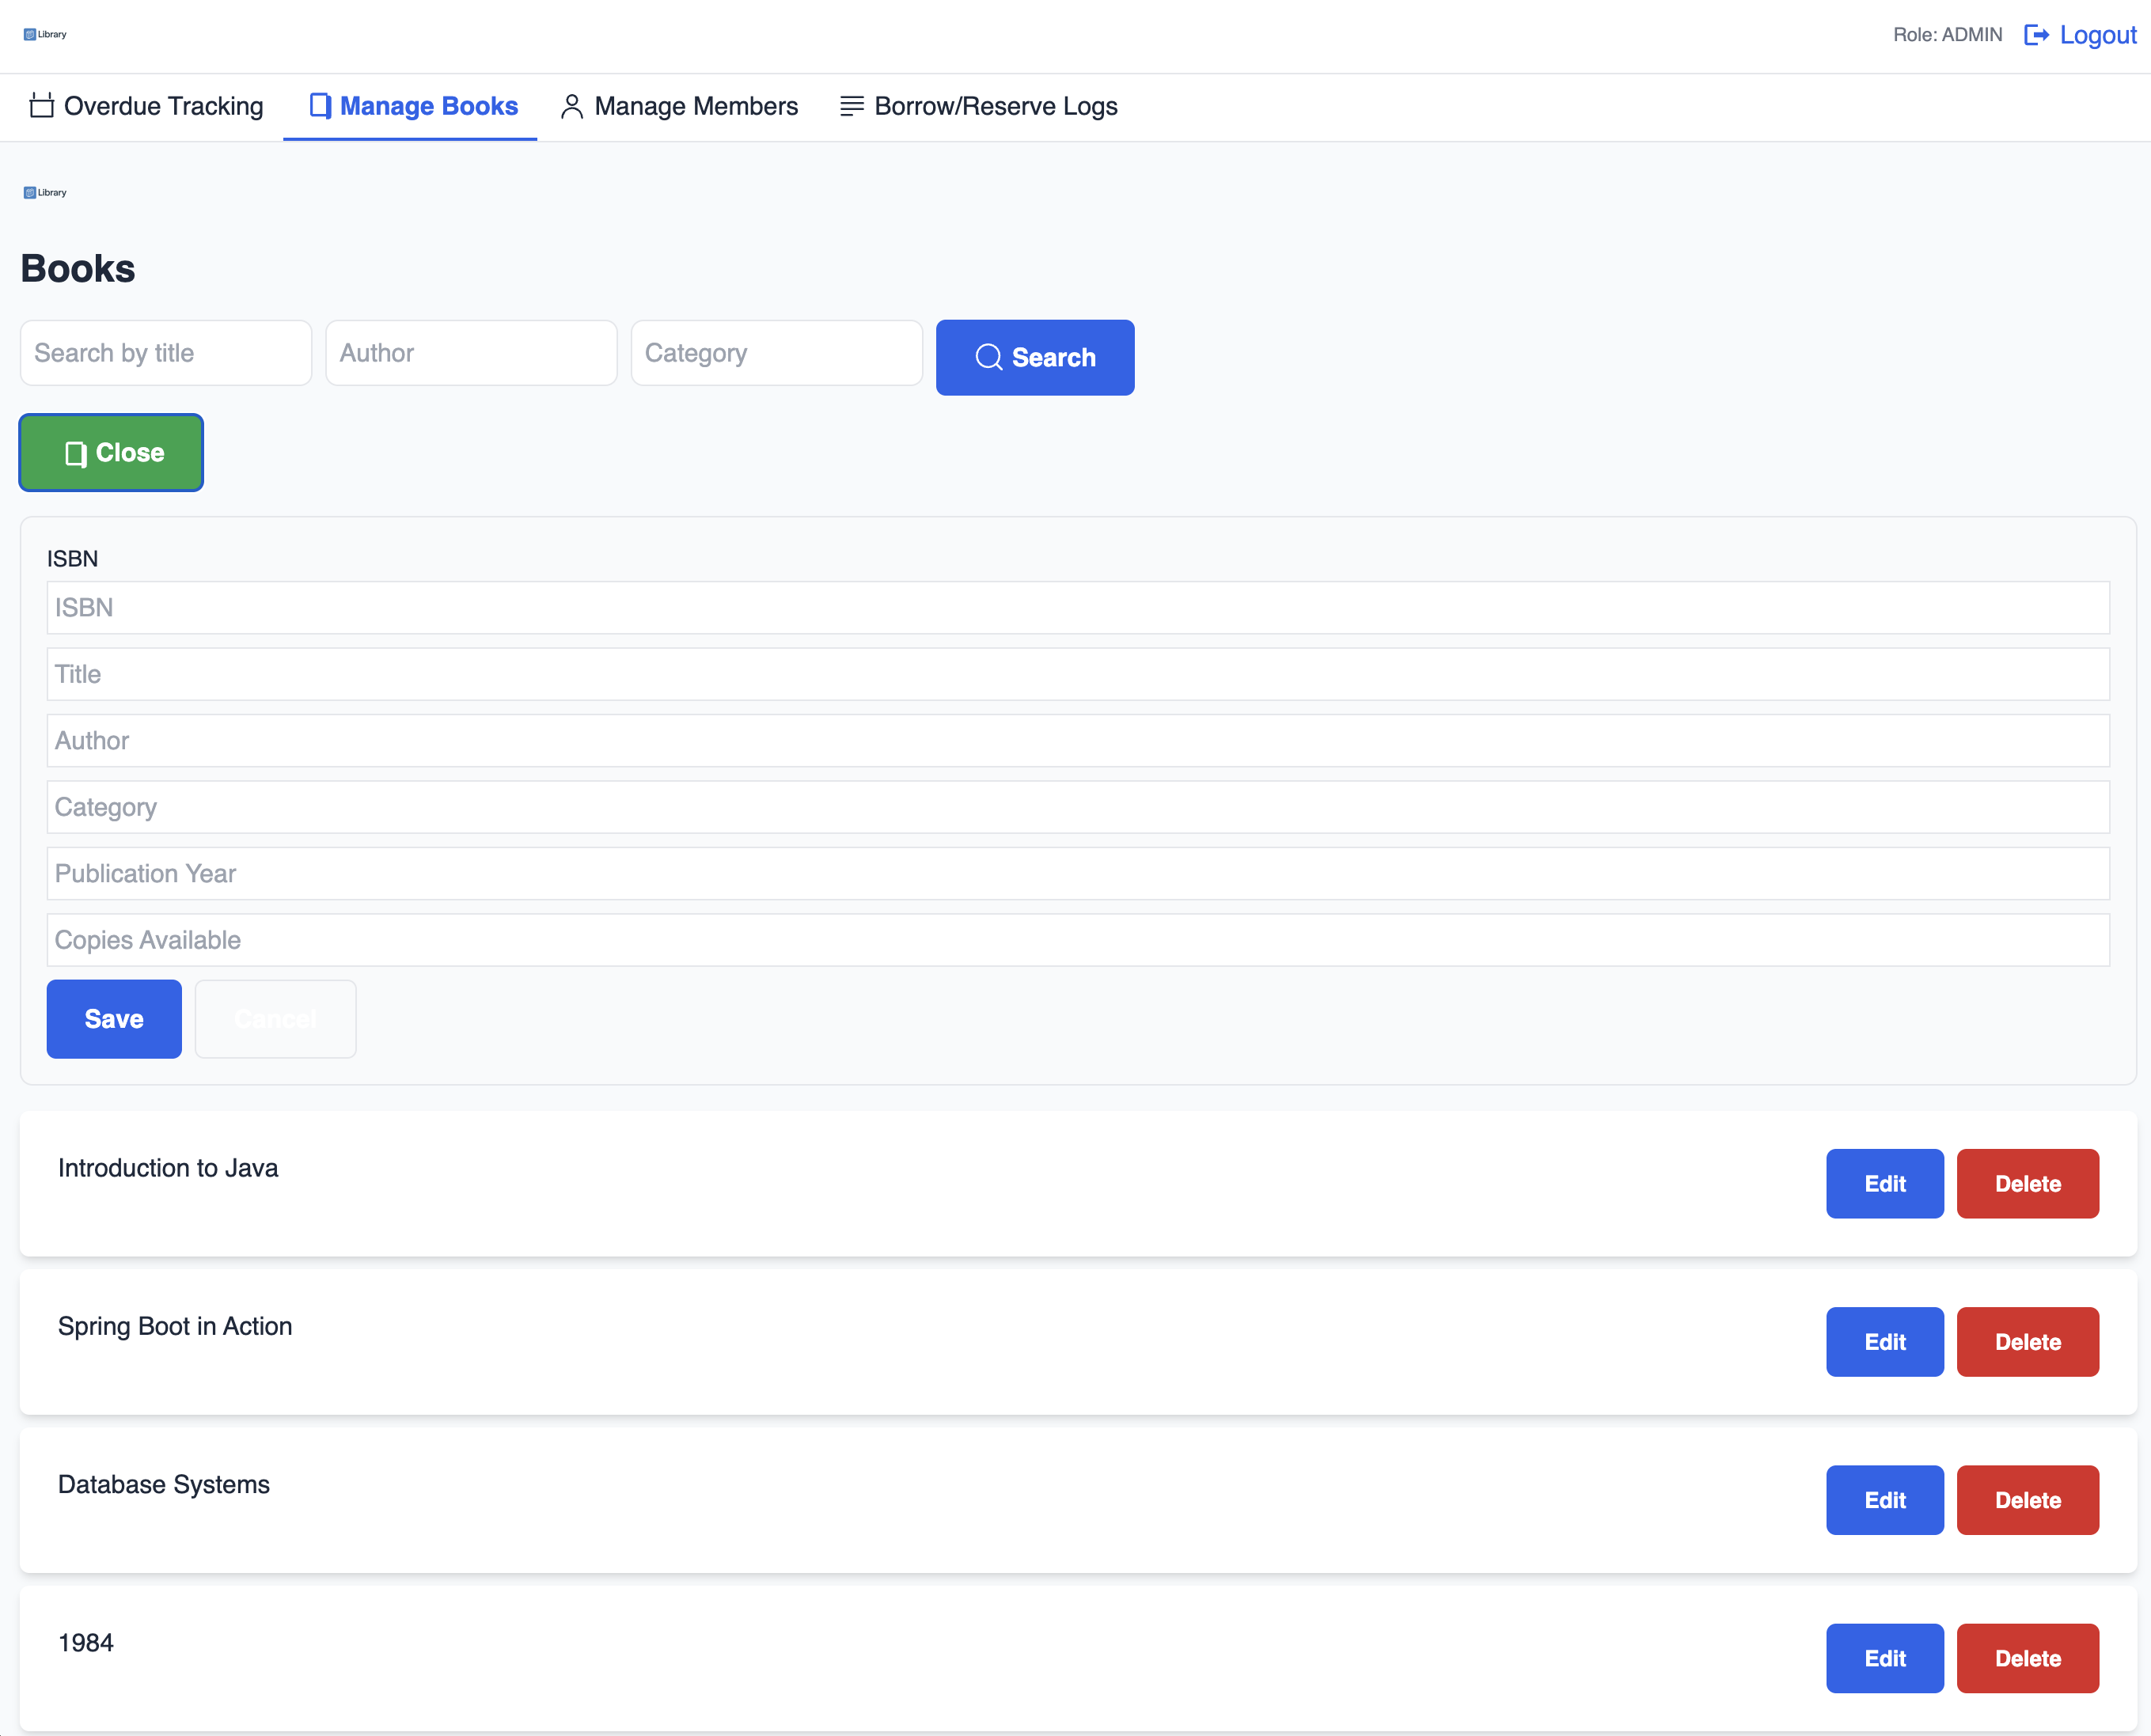 Library
Role: ADMIN Logout
Overdue Tracking Manage Books Manage Members Borrow/Reserve Logs
Library
Books
Search by title Author Category Search
Close
ISBN
ISBN
Title
Author
Category
Publication Year
Copies Available
Save Cancel
Introduction to Java Edit Delete
Spring Boot in Action Edit Delete
Database Systems Edit Delete
1984 Edit Delete